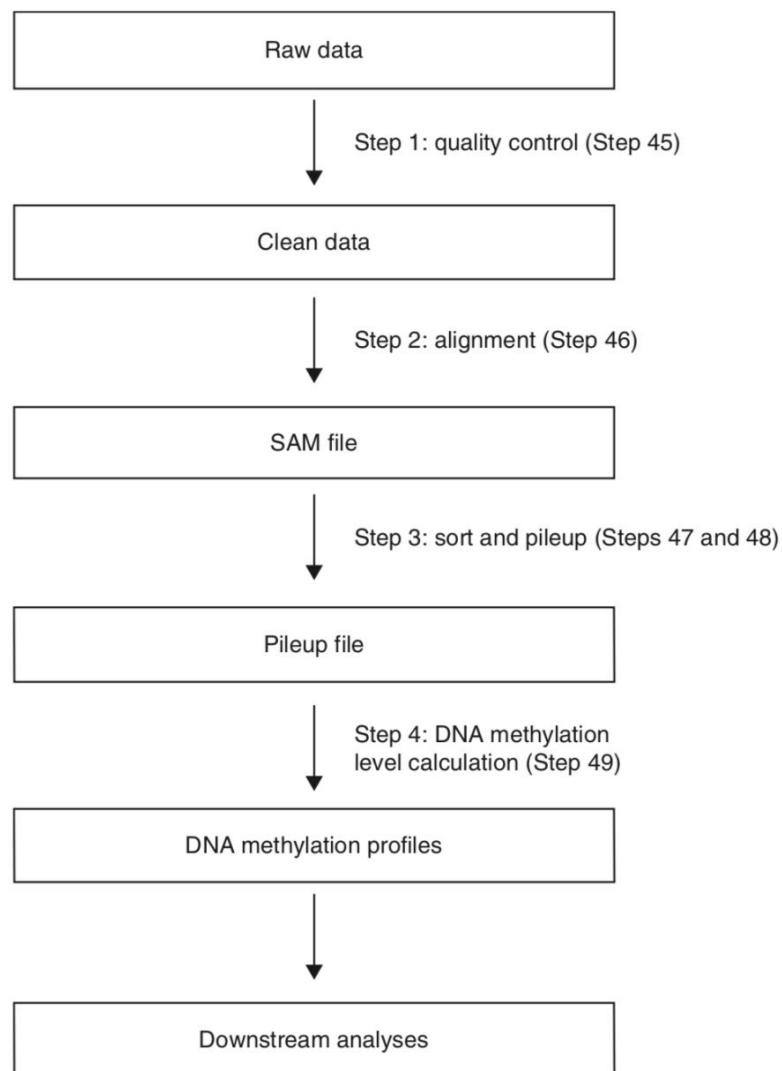 Raw data
Step 1: quality control (Step 45)
Clean data
Step 2: alignment (Step 46)
SAM file
Step 3: sort and pileup (Steps 47 and 48)
Pileup file
Step 4: DNA methylation
level calculation (Step 49)
DNA methylation profiles
Downstream analyses